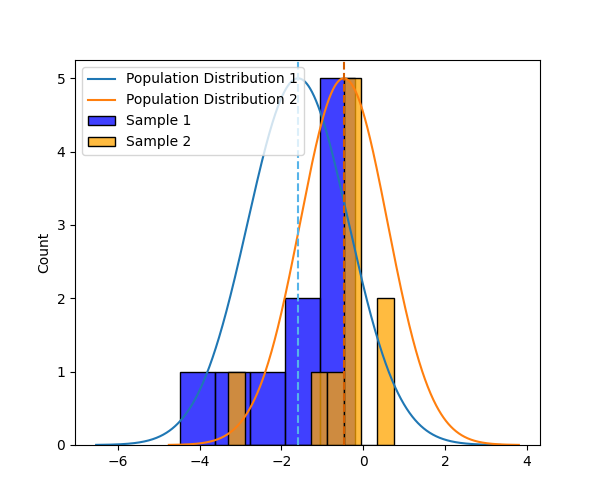 Population Distribution 1
Population Distribution 2
Sample 1
Sample 2
Count
5
4
3
2
1
0
−6 −4 −2 0 2 4